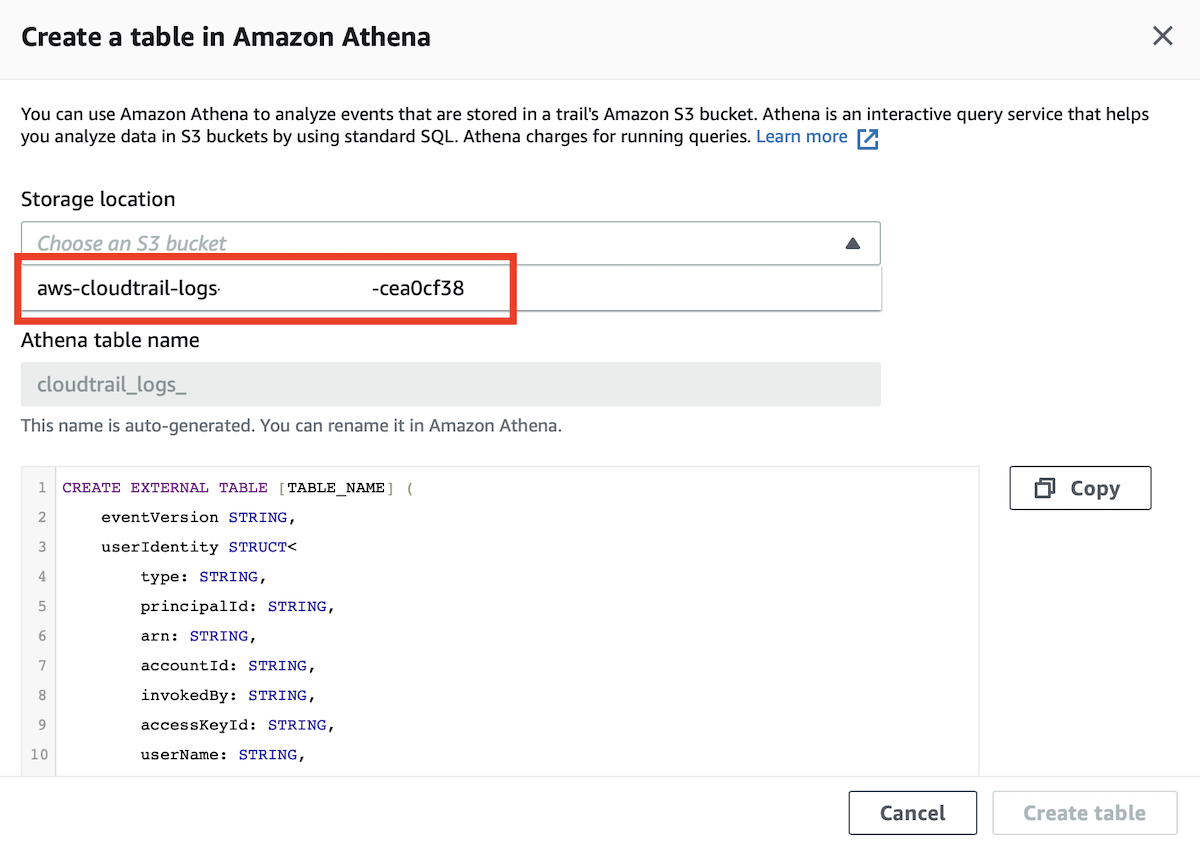 Create a table in Amazon Athena
You can use Amazon Athena to analyze events that are stored in a trail's Amazon S3 bucket. Athena is an interactive query service that helps
you analyze data in S3 buckets by using standard SQL. Athena charges for running queries. Learn more
Storage location
Choose an S3 bucket
aws-cloudtrail-logs- -cea0cf38
Athena table name
cloudtrail_logs_
This name is auto-generated. You can rename it in Amazon Athena.
1 CREATE EXTERNAL TABLE [TABLE_NAME] (
2 eventVersion STRING,
3 userIdentity STRUCT<
4 type: STRING,
5 principalId: STRING,
6 arn: STRING,
7 accountId: STRING,
8 invokedBy: STRING,
9 accessKeyId: STRING,
10 userName: STRING,
Copy
Cancel
Create table